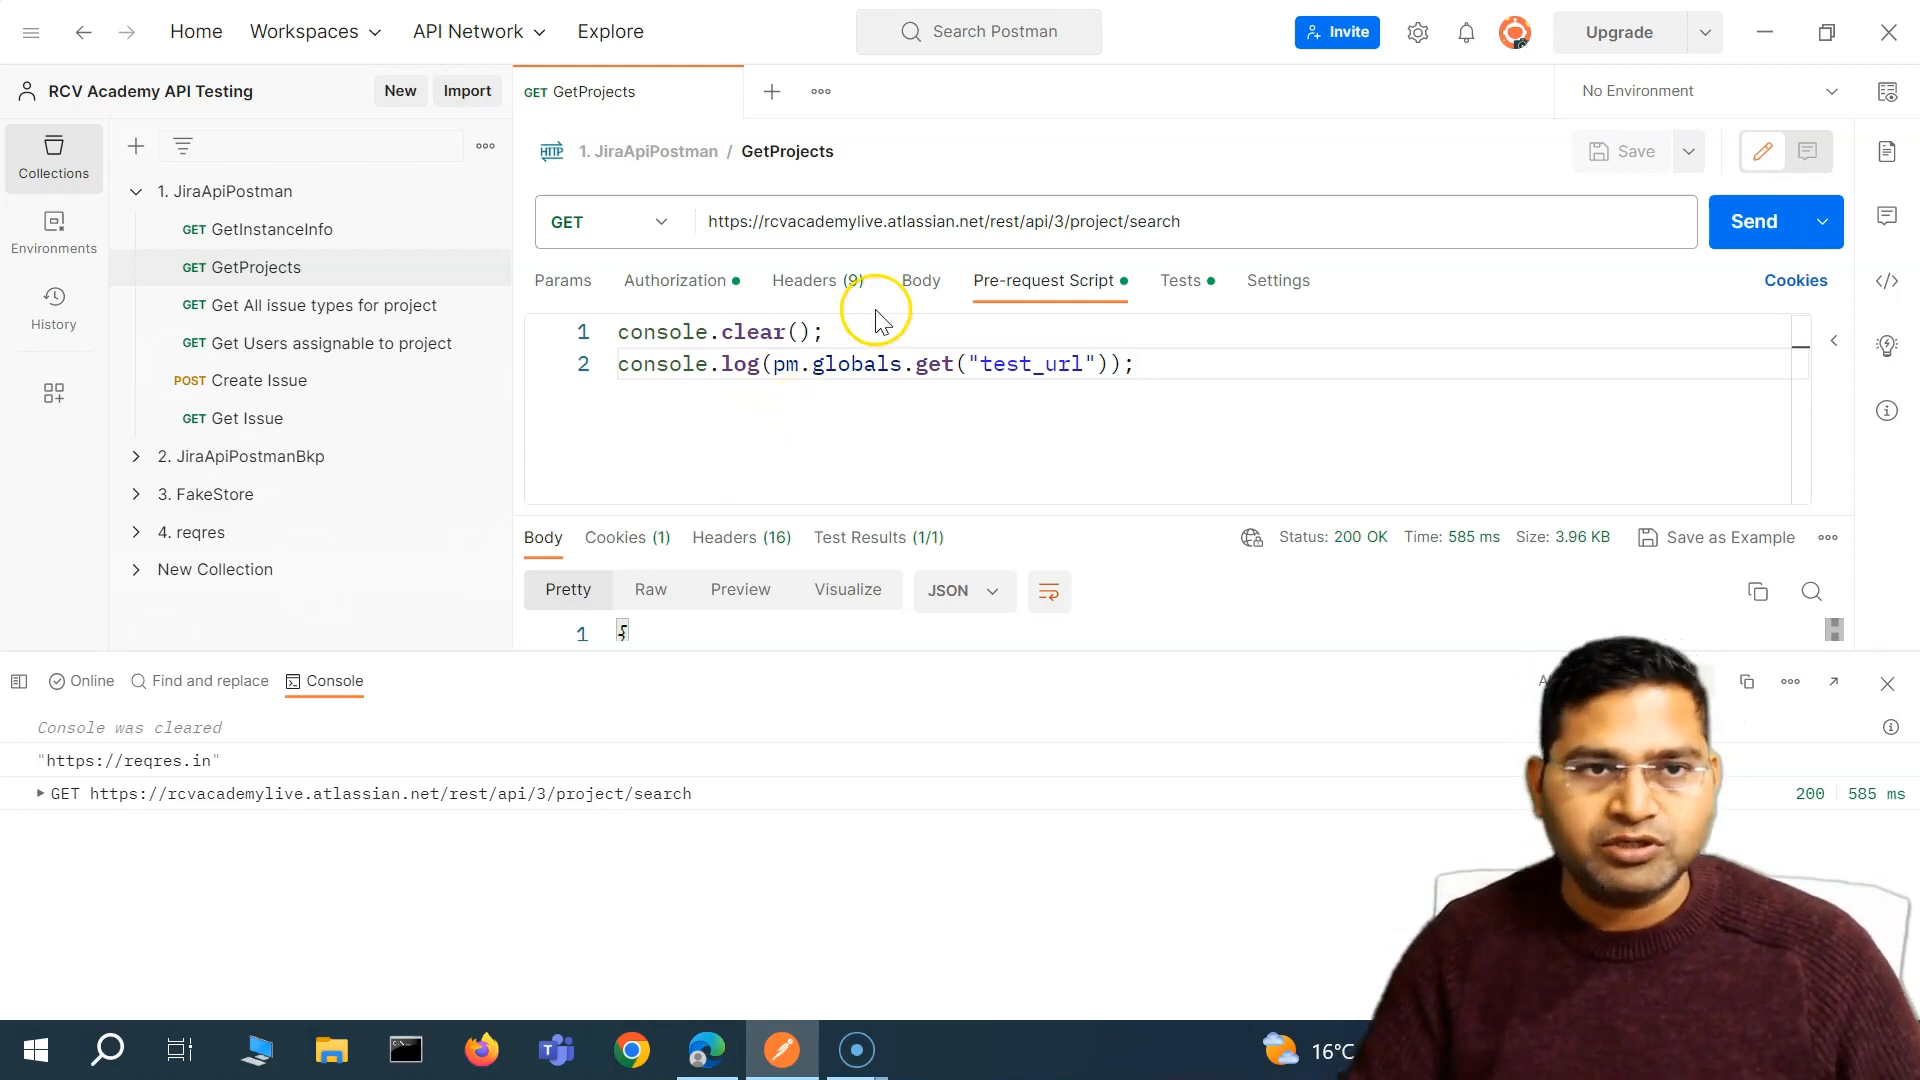 Home Workspaces API Network Explore Search Postman Invite Upgrade
RCV Academy API Testing New Import GET GetProjects No Environment
Collections
Environments
History
1. JiraApiPostman
GET GetInstanceInfo
GET GetProjects
GET Get All issue types for project
GET Get Users assignable to project
POST Create Issue
GET Get Issue
2. JiraApiPostmanBkp
3. FakeStore
4. reqres
New Collection
HTTP 1. JiraApiPostman / GetProjects Save
GET https://rcvacademylive.atlassian.net/rest/api/3/project/search Send
Params Authorization Headers (9) Body Pre-request Script Tests Settings Cookies
1 console.clear();
2 console.log(pm.globals.get("test_url"));
Body Cookies (1) Headers (16) Test Results (1/1) Status: 200 OK Time: 585 ms Size: 3.96 KB Save as Example
Pretty Raw Preview Visualize JSON
1 {
Online Find and replace Console
Console was cleared
"https://reqres.in"
GET https://rcvacademylive.atlassian.net/rest/api/3/project/search 200 585 ms
16°C